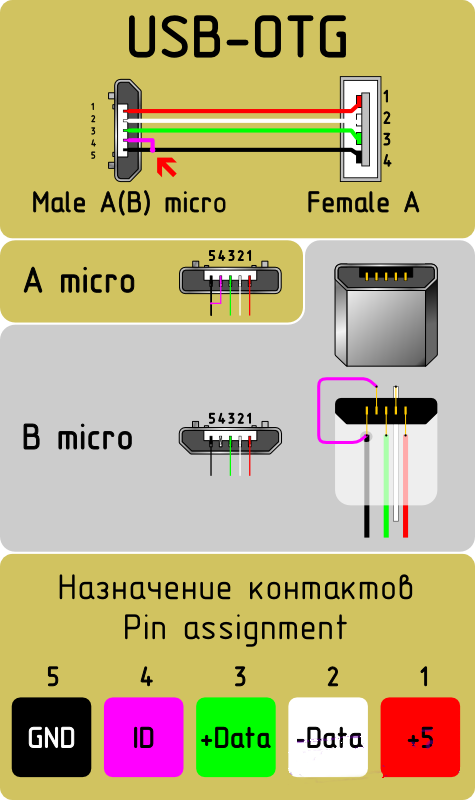 USB-OTG
1
2
3
4
5
1
2
3
4
Male A(B) micro
Female A
A micro
54321
B micro
54321
Назначение контактов
Pin assignment
5 4 3 2 1
GND ID +Data -Data +5